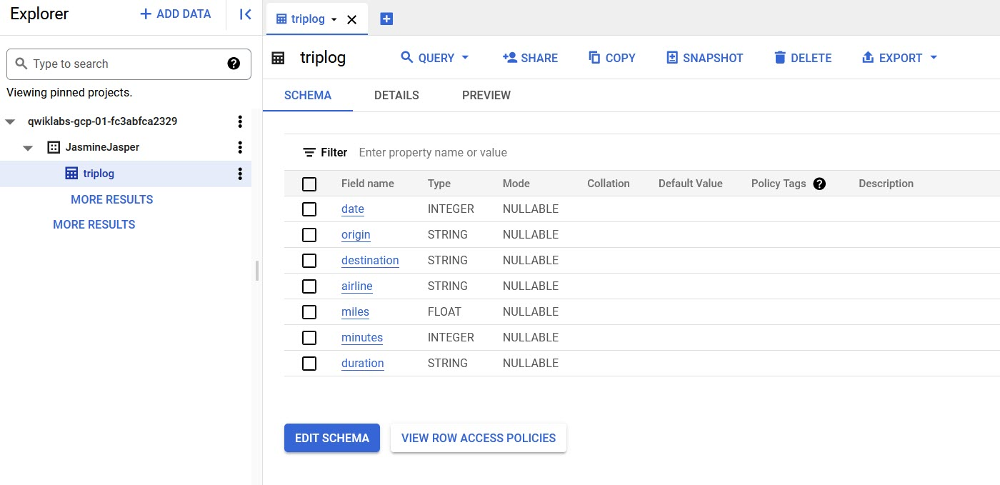 Explorer
+ ADD DATA
Type to search
?
Viewing pinned projects.
qwiklabs-gcp-01-fc3abfca2329
JasmineJasper
triplog
MORE RESULTS
MORE RESULTS
triplog
triplog
QUERY SHARE COPY SNAPSHOT DELETE EXPORT
SCHEMA DETAILS PREVIEW
Filter Enter property name or value
Field name Type Mode Collation Default Value Policy Tags ? Description
date INTEGER NULLABLE
origin STRING NULLABLE
destination STRING NULLABLE
airline STRING NULLABLE
miles FLOAT NULLABLE
minutes INTEGER NULLABLE
duration STRING NULLABLE
EDIT SCHEMA VIEW ROW ACCESS POLICIES